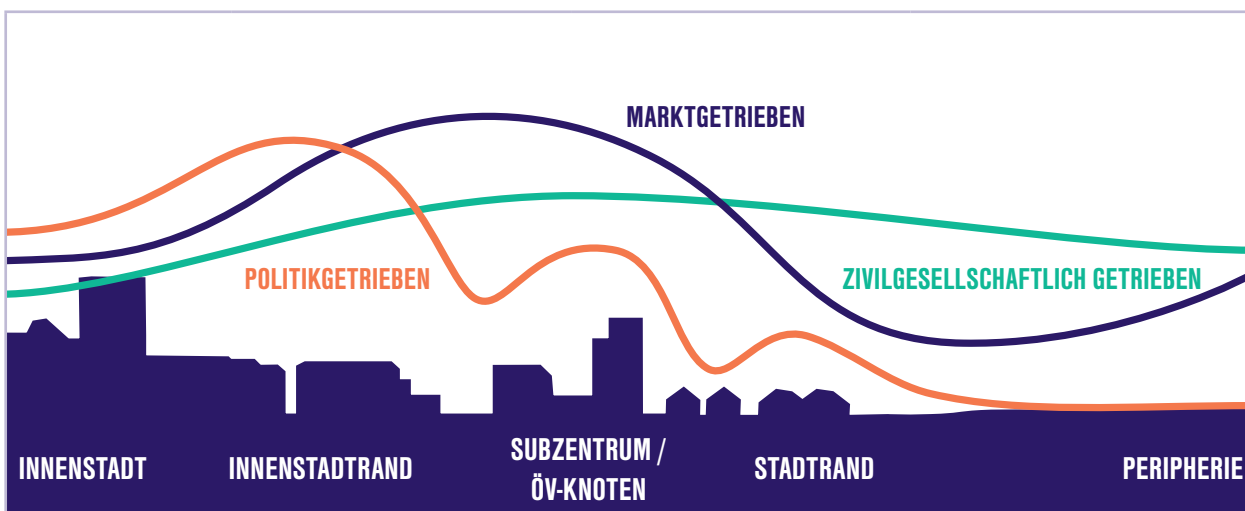 MARKTGETRIEBEN
POLITIKGETRIEBEN
ZIVILGESELLSCHAFTLICH GETRIEBEN
INNENSTADT
INNENSTADTRAND
SUBZENTRUM /
ÖV-KNOTEN
STADTRAND
PERIPHERIE